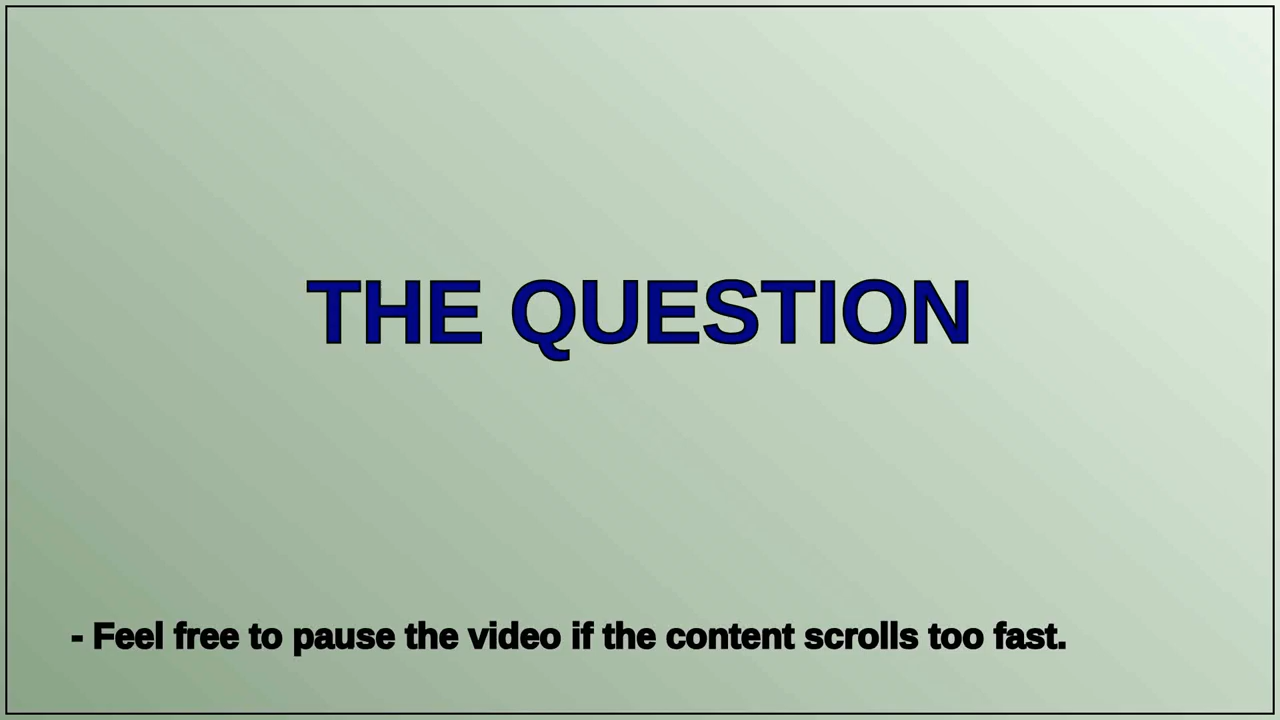 THE QUESTION
- Feel free to pause the video if the content scrolls too fast.